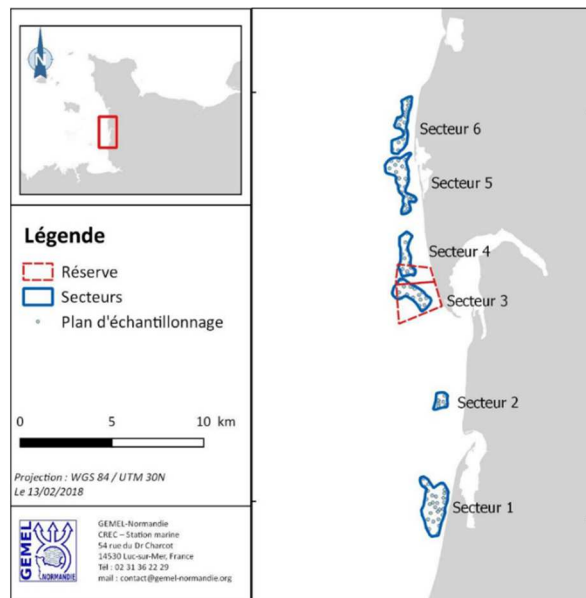 N
Légende
Réserve
Secteurs
Plan d'échantillonnage
0 5 10 km
Projection : WGS 84 / UTM 30N
Le 13/02/2018
GEMEL
NORMANDIE
GEMEL-Normandie
CREC – Station marine
54 rue du Dr Charcot
14530 Luc-sur-Mer, France
Tél : 02 31 36 22 29
mail : contact@gemel-normandie.org
Secteur 6
Secteur 5
Secteur 4
Secteur 3
Secteur 2
Secteur 1